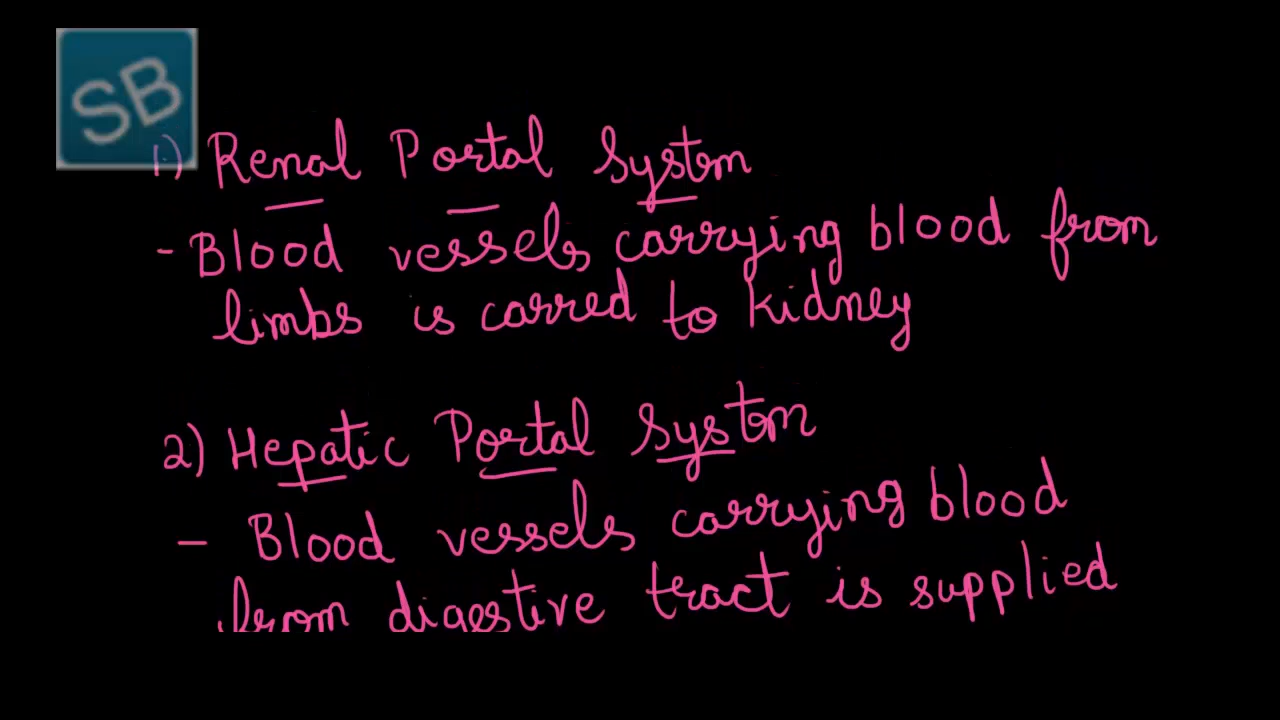 SB
1.) Renal Portal System
- Blood vessels carrying blood from
limbs is carred to kidney
2) Hepatic Portal System
- Blood vessels carrying blood
from digestive tract is supplied